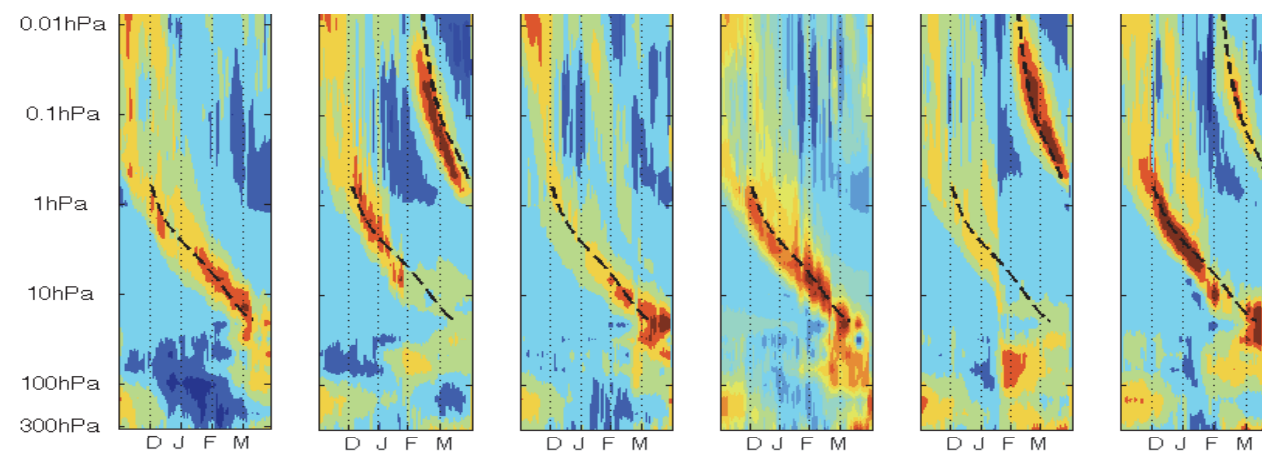 0.01hPa
0.1hPa
1hPa
10hPa
100hPa
300hPa
D J F M D J F M D J F M D J F M D J F M D J F M